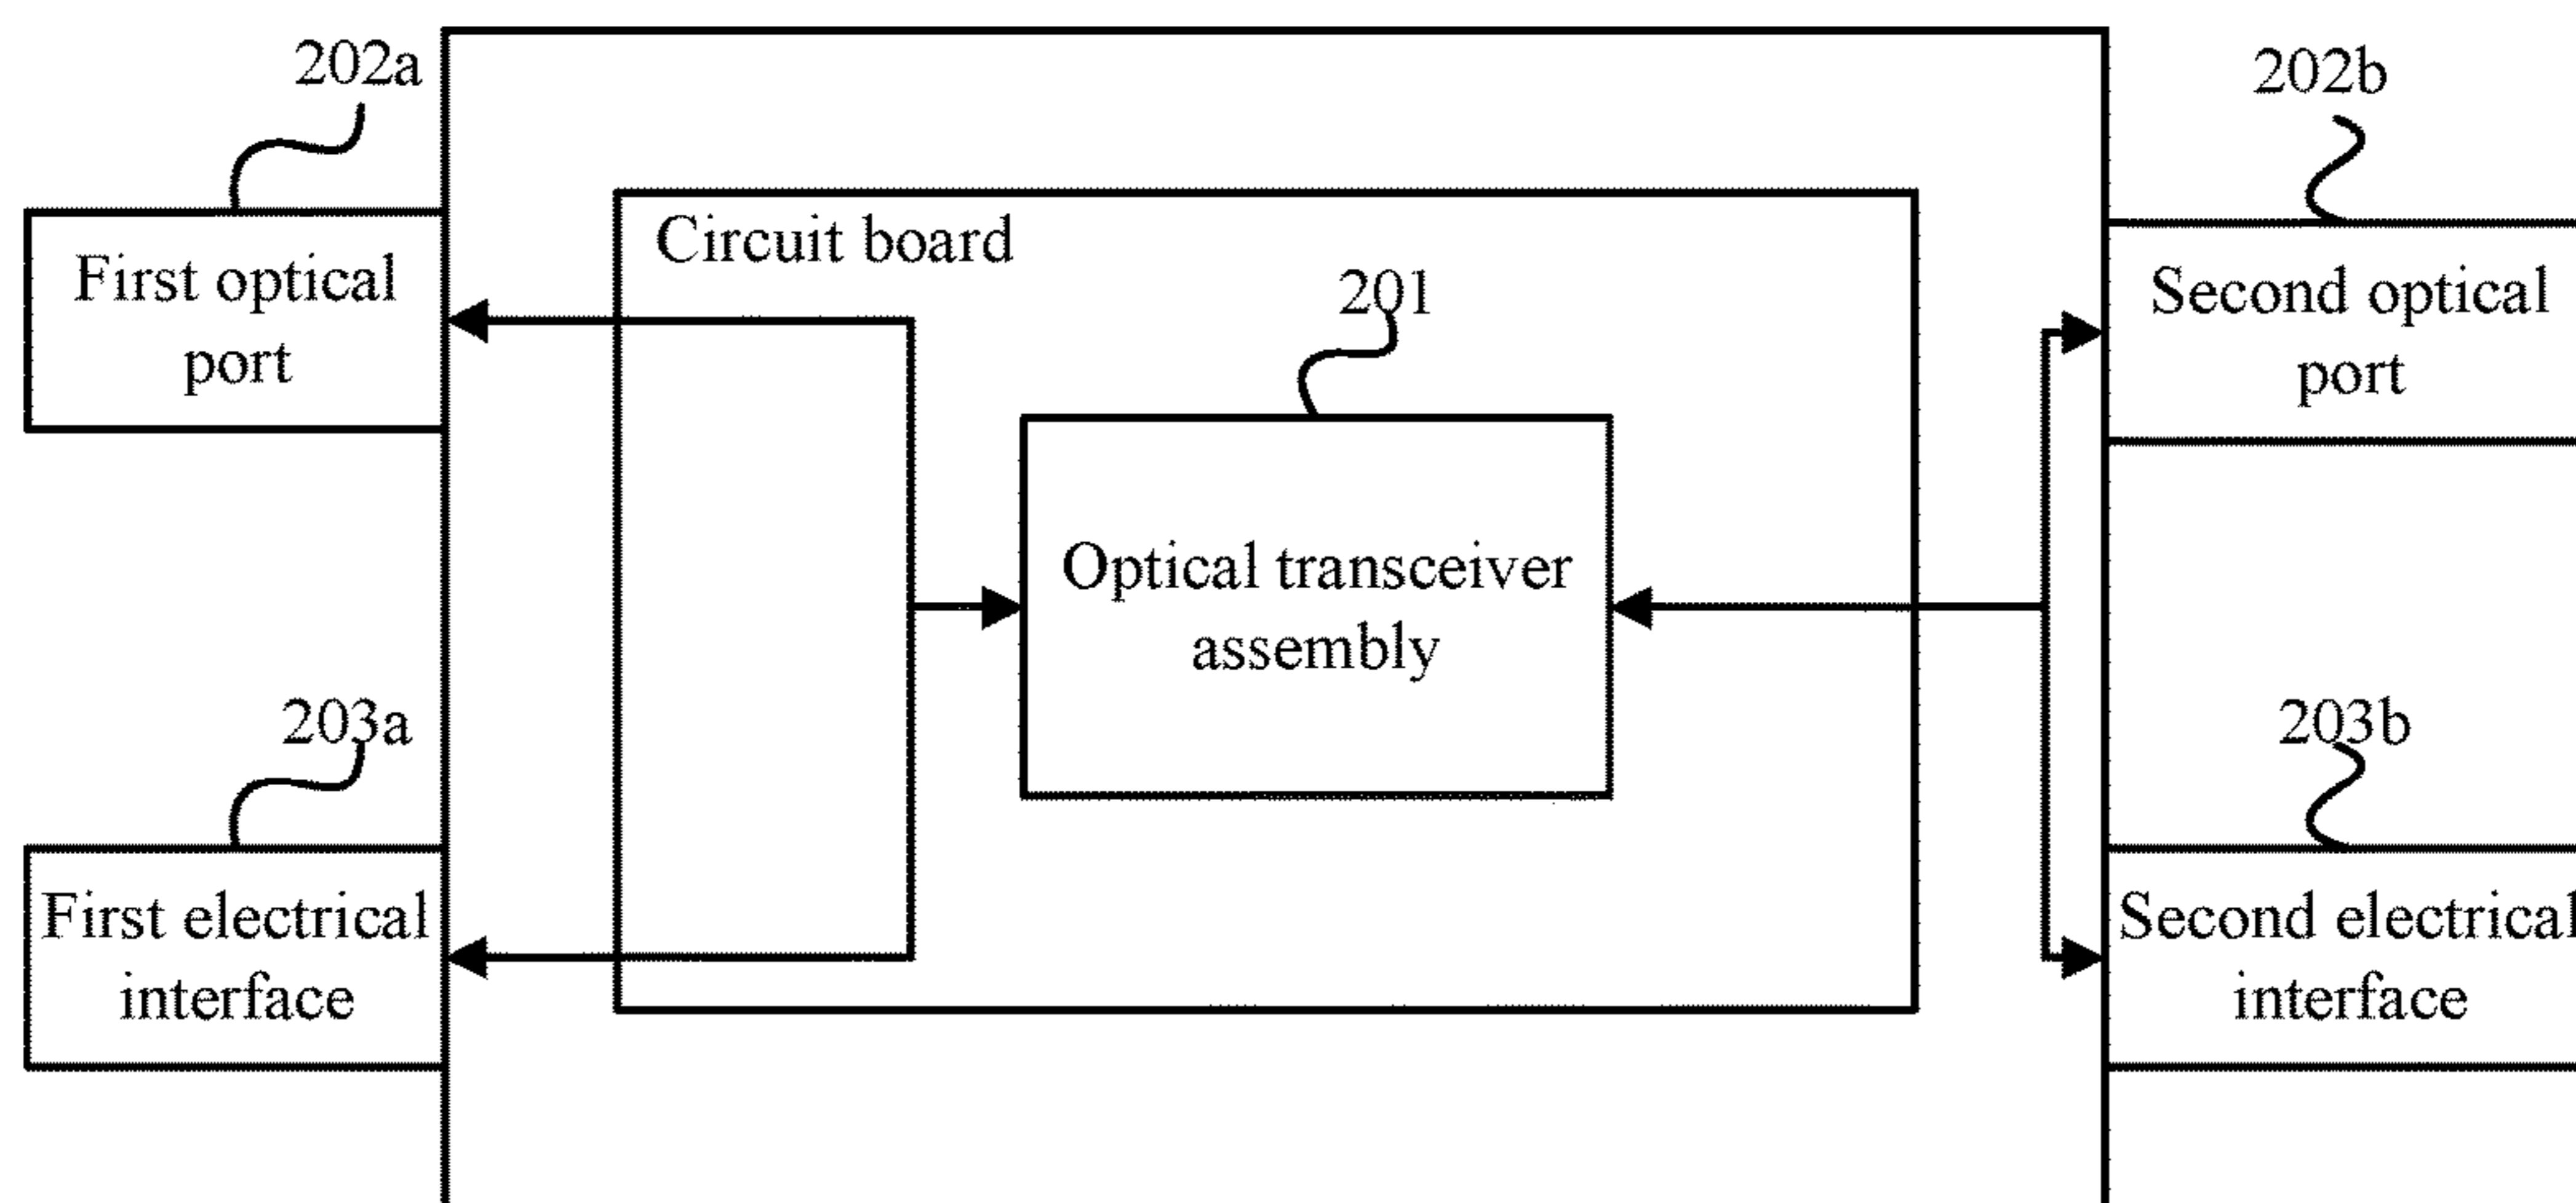 202a
First optical
port
203a
First electrical
interface
Circuit board
201
Optical transceiver
assembly
202b
Second optical
port
203b
Second electrical
interface